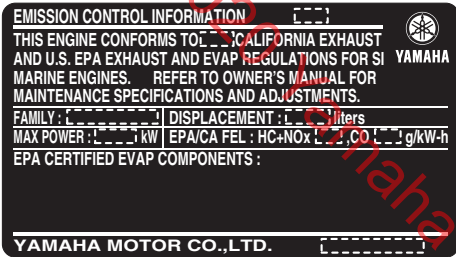 EMISSION CONTROL INFORMATION
THIS ENGINE CONFORMS TO CALIFORNIA EXHAUST
AND U.S. EPA EXHAUST AND EVAP REGULATIONS FOR SI
MARINE ENGINES. REFER TO OWNER'S MANUAL FOR
MAINTENANCE SPECIFICATIONS AND ADJUSTMENTS.
YAMAHA
FAMILY : DISPLACEMENT : liters
MAX POWER : kW EPA/CA FEL : HC+NOx ,CO g/kW-h
EPA CERTIFIED EVAP COMPONENTS :
YAMAHA MOTOR CO.,LTD.
Yamaha